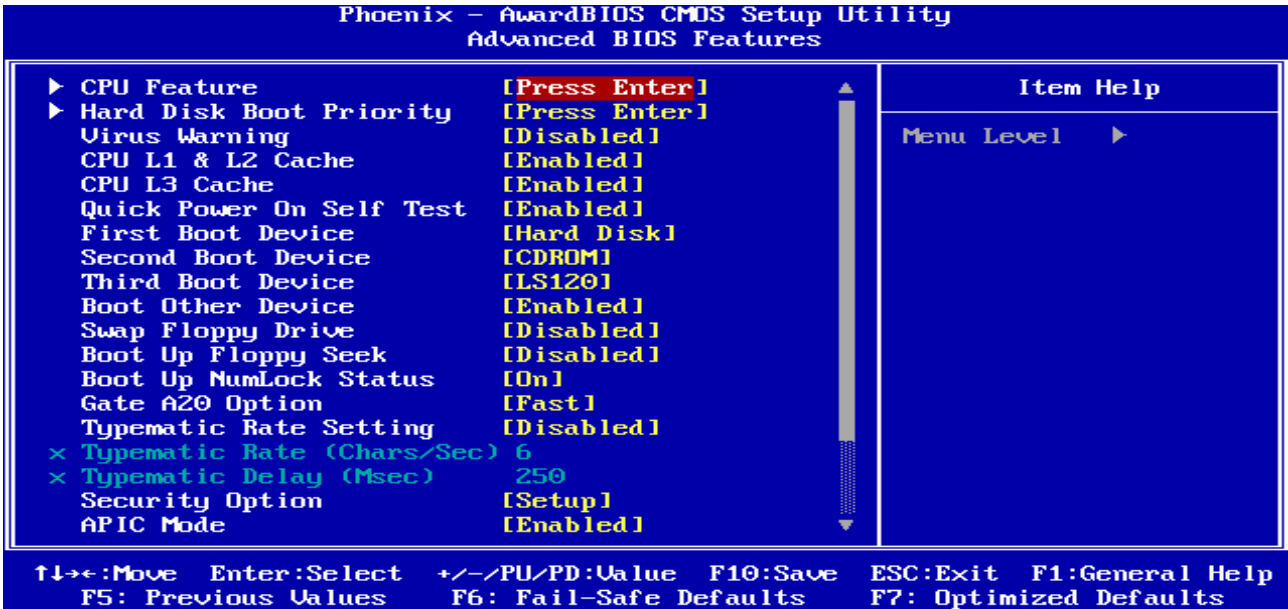 Phoenix - AwardBIOS CMOS Setup Utility
Advanced BIOS Features
▶ CPU Feature [Press Enter]
▶ Hard Disk Boot Priority [Press Enter]
Virus Warning [Disabled]
CPU L1 & L2 Cache [Enabled]
CPU L3 Cache [Enabled]
Quick Power On Self Test [Enabled]
First Boot Device [Hard Disk]
Second Boot Device [CDROM]
Third Boot Device [LS120]
Boot Other Device [Enabled]
Swap Floppy Drive [Disabled]
Boot Up Floppy Seek [Disabled]
Boot Up NumLock Status [On]
Gate A20 Option [Fast]
Typematic Rate Setting [Disabled]
x Typematic Rate (Chars/Sec) 6
x Typematic Delay (Msec) 250
Security Option [Setup]
APIC Mode [Enabled]
Item Help
Menu Level ▶
↑↓→←:Move Enter:Select +/-/PU/PD:Value F10:Save ESC:Exit F1:General Help
F5: Previous Values F6: Fail-Safe Defaults F7: Optimized Defaults